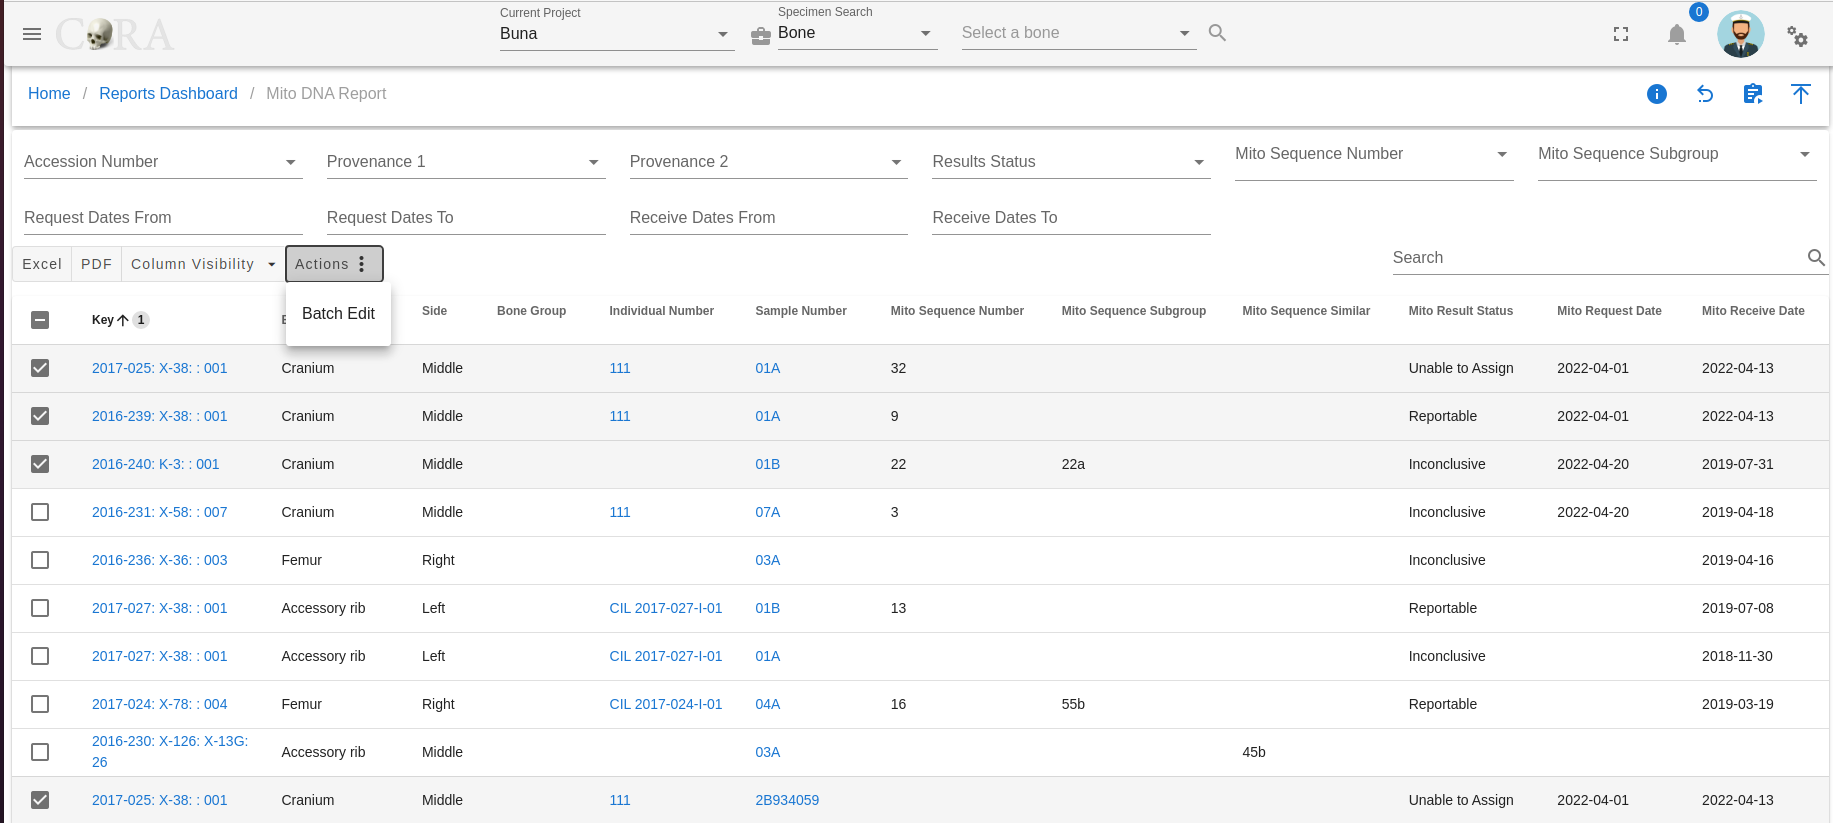 CORA
Current Project
Buna
Specimen Search
Bone
Select a bone
0
Home / Reports Dashboard / Mito DNA Report
Accession Number
Provenance 1
Provenance 2
Results Status
Mito Sequence Number
Mito Sequence Subgroup
Request Dates From
Request Dates To
Receive Dates From
Receive Dates To
Excel PDF Column Visibility Actions
Search
Batch Edit
Key 1 Side Bone Group Individual Number Sample Number Mito Sequence Number Mito Sequence Subgroup Mito Sequence Similar Mito Result Status Mito Request Date Mito Receive Date
2017-025: X-38: : 001 Cranium Middle 111 01A 32 Unable to Assign 2022-04-01 2022-04-13
2016-239: X-38: : 001 Cranium Middle 111 01A 9 Reportable 2022-04-01 2022-04-13
2016-240: K-3: : 001 Cranium Middle 01B 22 22a Inconclusive 2022-04-20 2019-07-31
2016-231: X-58: : 007 Cranium Middle 111 07A 3 Inconclusive 2022-04-20 2019-04-18
2016-236: X-36: : 003 Femur Right 03A Inconclusive 2019-04-16
2017-027: X-38: : 001 Accessory rib Left CIL 2017-027-I-01 01B 13 Reportable 2019-07-08
2017-027: X-38: : 001 Accessory rib Left CIL 2017-027-I-01 01A Inconclusive 2018-11-30
2017-024: X-78: : 004 Femur Right CIL 2017-024-I-01 04A 16 55b Reportable 2019-03-19
2016-230: X-126: X-13G:
26 Accessory rib Middle 03A 45b
2017-025: X-38: : 001 Cranium Middle 111 2B934059 Unable to Assign 2022-04-01 2022-04-13